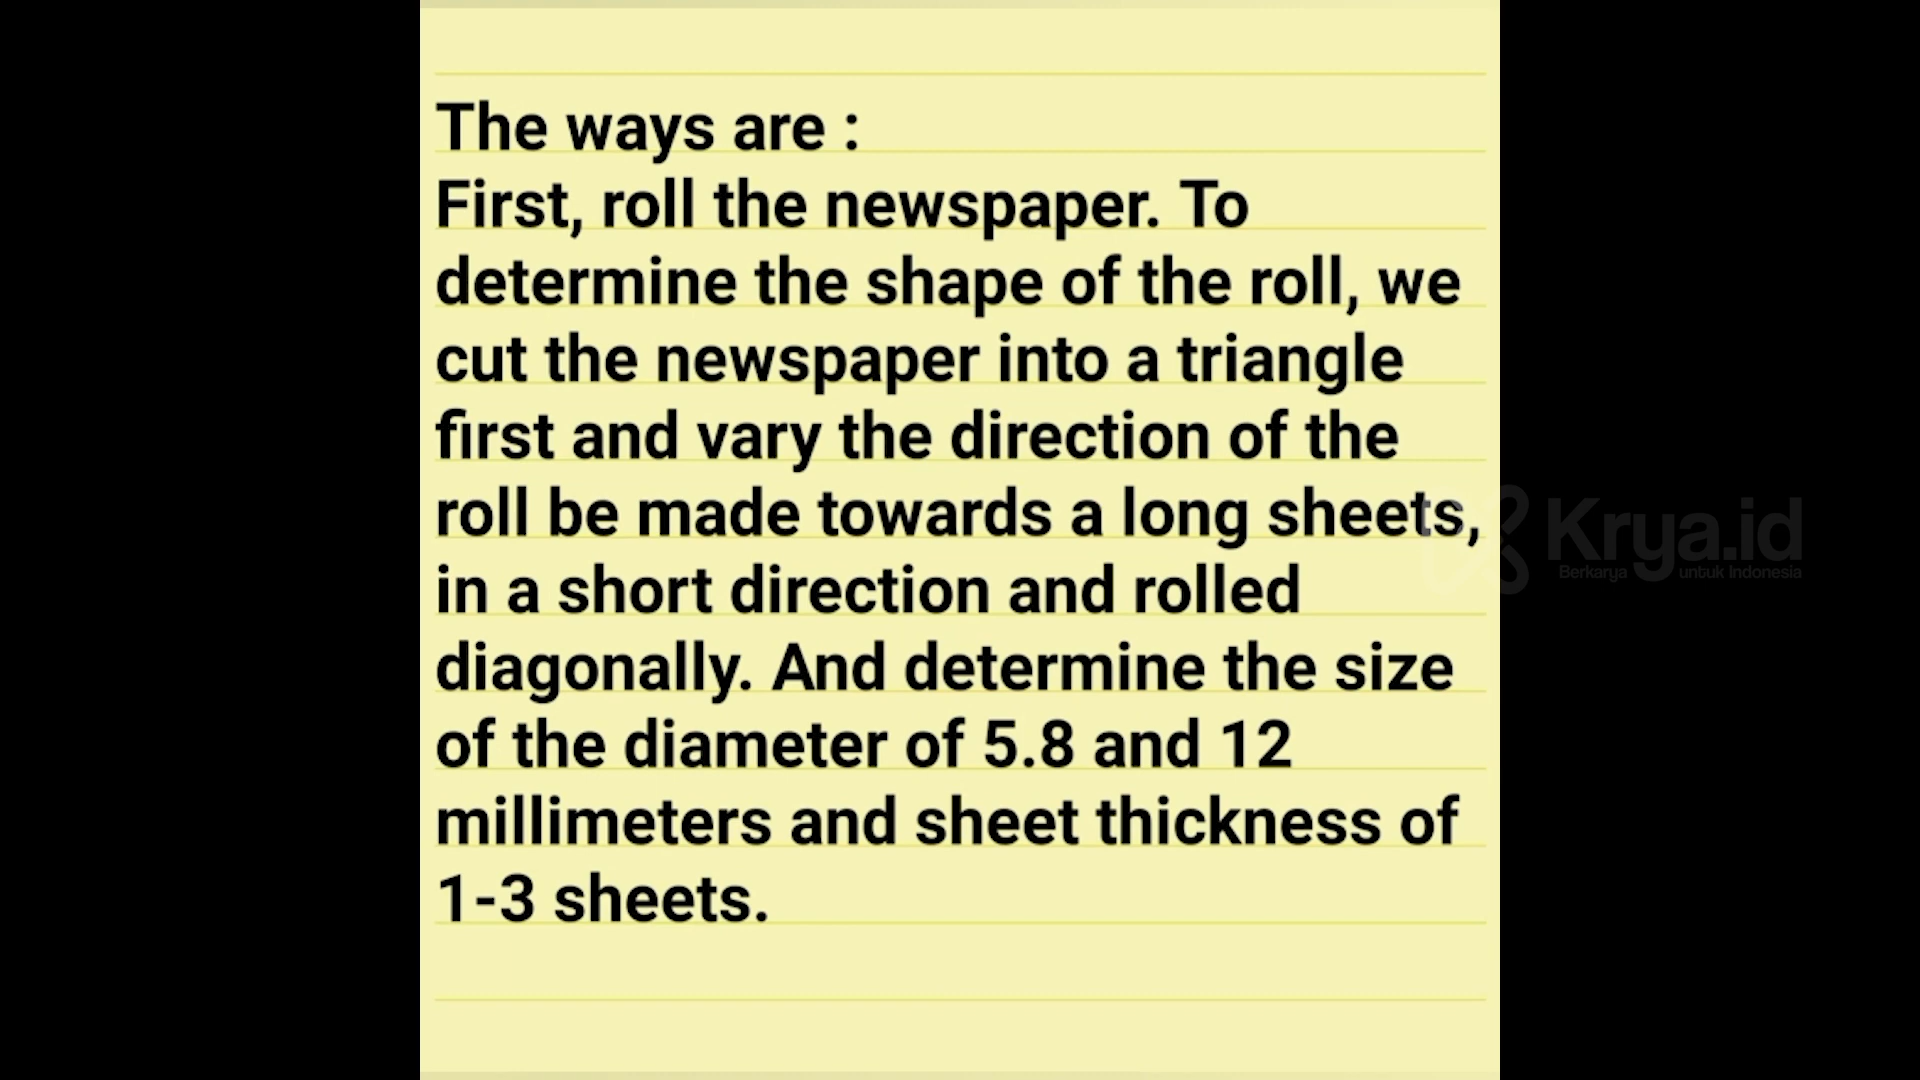 The ways are :
First, roll the newspaper. To
determine the shape of the roll, we
cut the newspaper into a triangle
first and vary the direction of the
roll be made towards a long sheets,
in a short direction and rolled
diagonally. And determine the size
of the diameter of 5.8 and 12
millimeters and sheet thickness of
1-3 sheets.
Krya.id
Berkarya untuk Indonesia